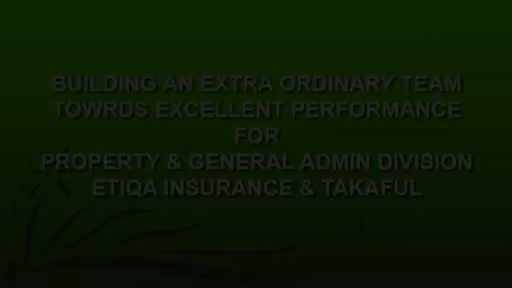 BUILDING AN EXTRA ORDINARY TEAM
TOWRDS EXCELLENT PERFORMANCE
FOR
PROPERTY & GENERAL ADMIN DIVISION
ETIQA INSURANCE & TAKAFUL